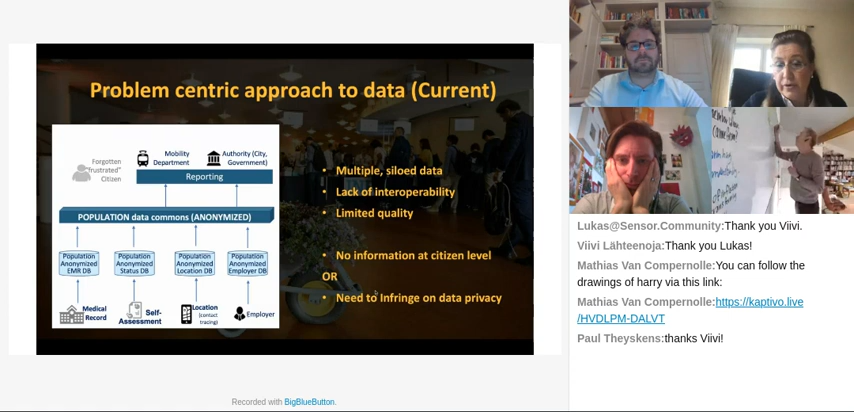 Problem centric approach to data (Current)
Forgotten
"frustrated"
Citizen
Mobility
Department
Authority (City,
Government)
Reporting
POPULATION data commons (ANONYMIZED)
Population
Anonymized
EMR DB
Population
Anonymized
Status DB
Population
Anonymized
Location DB
Population
Anonymized
Employer DB
Medical
Record
Self-
Assessment
Location
(contact
tracing)
Employer
• Multiple, siloed data
• Lack of interoperability
• Limited quality
• No information at citizen level
OR
• Need to Infringe on data privacy
Recorded with BigBlueButton.
Lukas@Sensor.Community:Thank you Viivi.
Viivi Lähteenoja:Thank you Lukas!
Mathias Van Compernolle:You can follow the
drawings of harry via this link:
Mathias Van Compernolle:https://kaptivo.live
/HVDLPM-DALVT
Paul Theyskens:thanks Viivi!